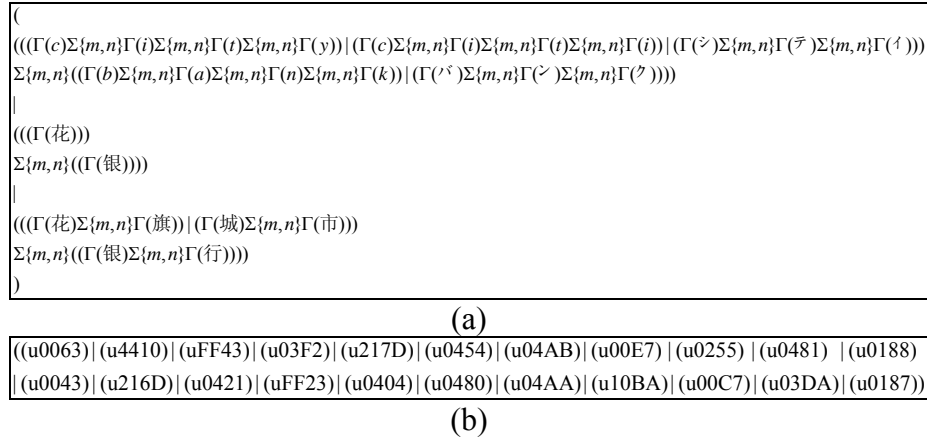 (
(((Γ(c)Σ{m,n}Γ(i)Σ{m,n}Γ(t)Σ{m,n}Γ(y))|(Γ(c)Σ{m,n}Γ(i)Σ{m,n}Γ(t)Σ{m,n}Γ(i))|(Γ(シ)Σ{m,n}Γ(テ)Σ{m,n}Γ(イ)))
Σ{m,n}((Γ(b)Σ{m,n}Γ(a)Σ{m,n}Γ(n)Σ{m,n}Γ(k))|(Γ(バ)Σ{m,n}Γ(ン)Σ{m,n}Γ(ク))))
|
(((Γ(花)))
Σ{m,n}((Γ(银))))
|
(((Γ(花)Σ{m,n}Γ(旗))|(Γ(城)Σ{m,n}Γ(市)))
Σ{m,n}((Γ(银)Σ{m,n}Γ(行))))
)
(a)
((u0063)|(u4410)|(uFF43)|(u03F2)|(u217D)|(u0454)|(u04AB)|(u00E7)|(u0255) |(u0481) |(u0188)
|(u0043)|(u216D)|(u0421)|(uFF23)|(u0404)|(u0480)|(u04AA)|(u10BA)|(u00C7)|(u03DA)|(u0187))
(b)